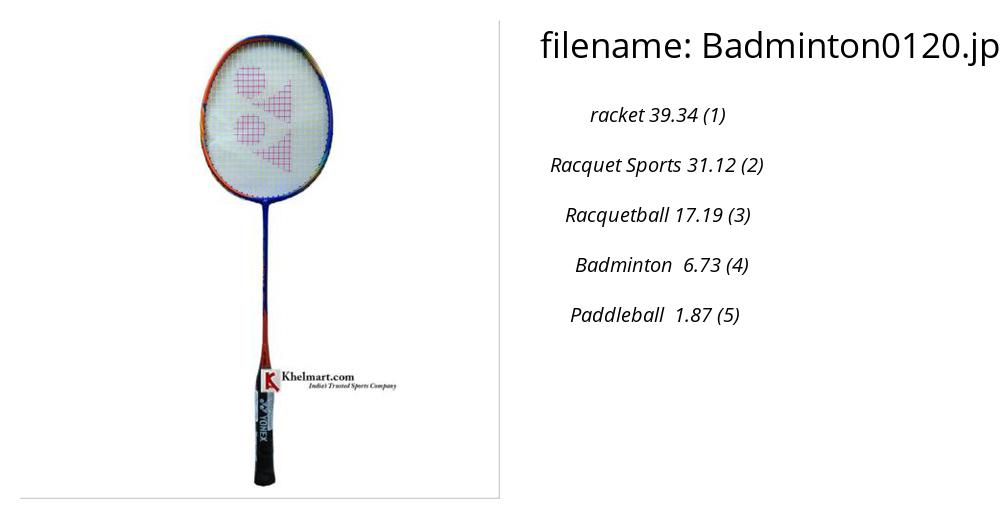 filename: Badminton0120.jp
racket 39.34 (1)
Racquet Sports 31.12 (2)
Racquetball 17.19 (3)
Badminton 6.73 (4)
Paddleball 1.87 (5)
Khelmart.com
India's Trusted Sports Company
YONEX